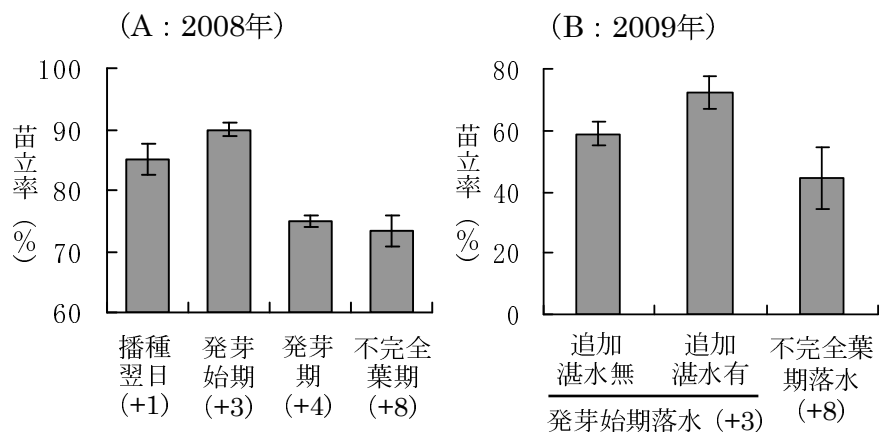 (A : 2008年)
(B : 2009年)
苗立率 (%)
100
90
80
70
60
播種
翌日
(+1)
発芽
始期
(+3)
発芽
期
(+4)
不完全
葉期
(+8)
苗立率 (%)
80
60
40
20
0
追加
湛水無
追加
湛水有
発芽始期落水 (+3)
不完全葉
期落水
(+8)